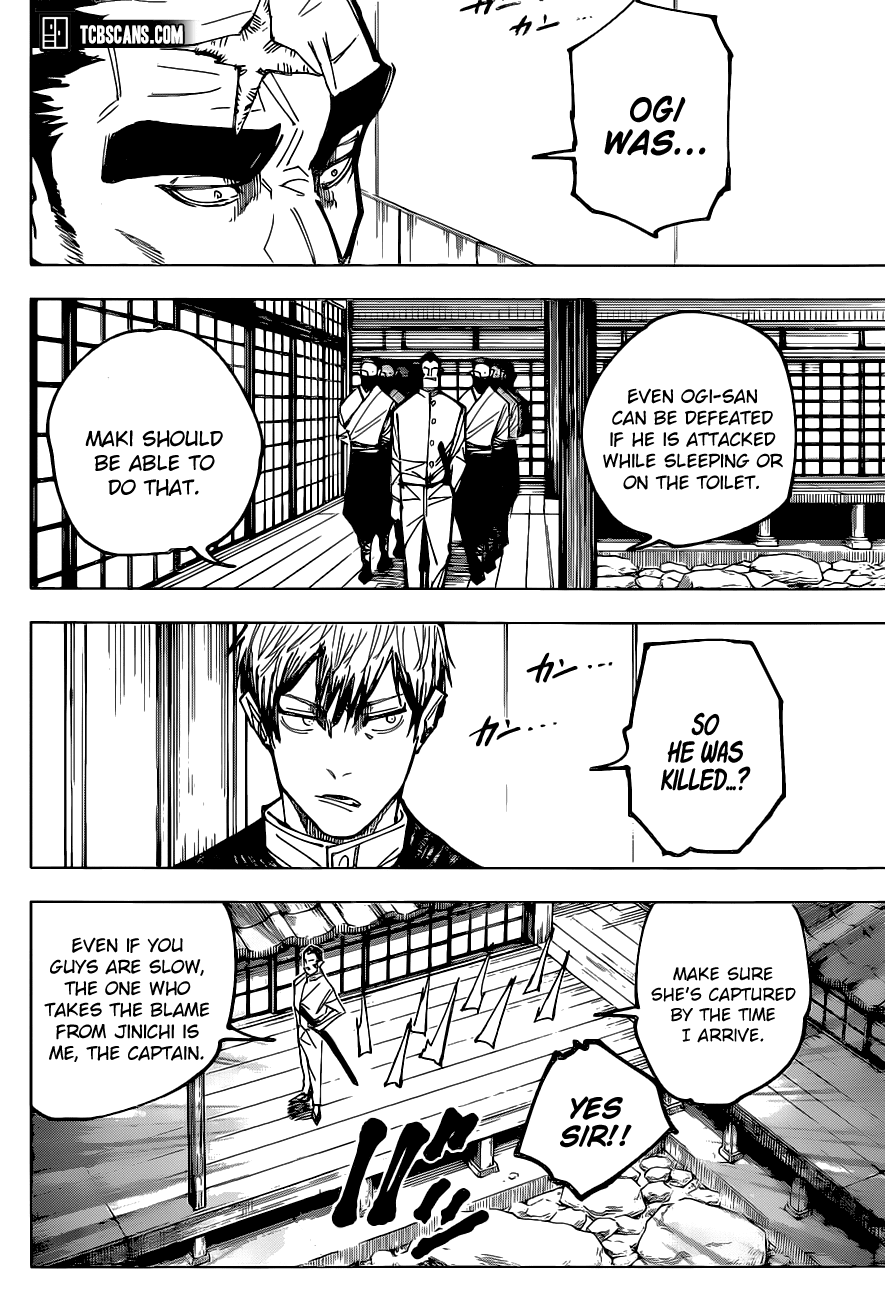 TCBSCANS.COM
OGI
WAS...
EVEN OGI-SAN
CAN BE DEFEATED
IF HE IS ATTACKED
WHILE SLEEPING OR
ON THE TOILET.
MAKI SHOULD
BE ABLE TO
DO THAT.
SO
HE WAS
KILLED...?
カン...
カン...
MAKE SURE
SHE'S CAPTURED
BY THE TIME
I ARRIVE.
EVEN IF YOU
GUYS ARE SLOW,
THE ONE WHO
TAKES THE BLAME
FROM JINICHI IS
ME, THE CAPTAIN.
YES
SIR!!